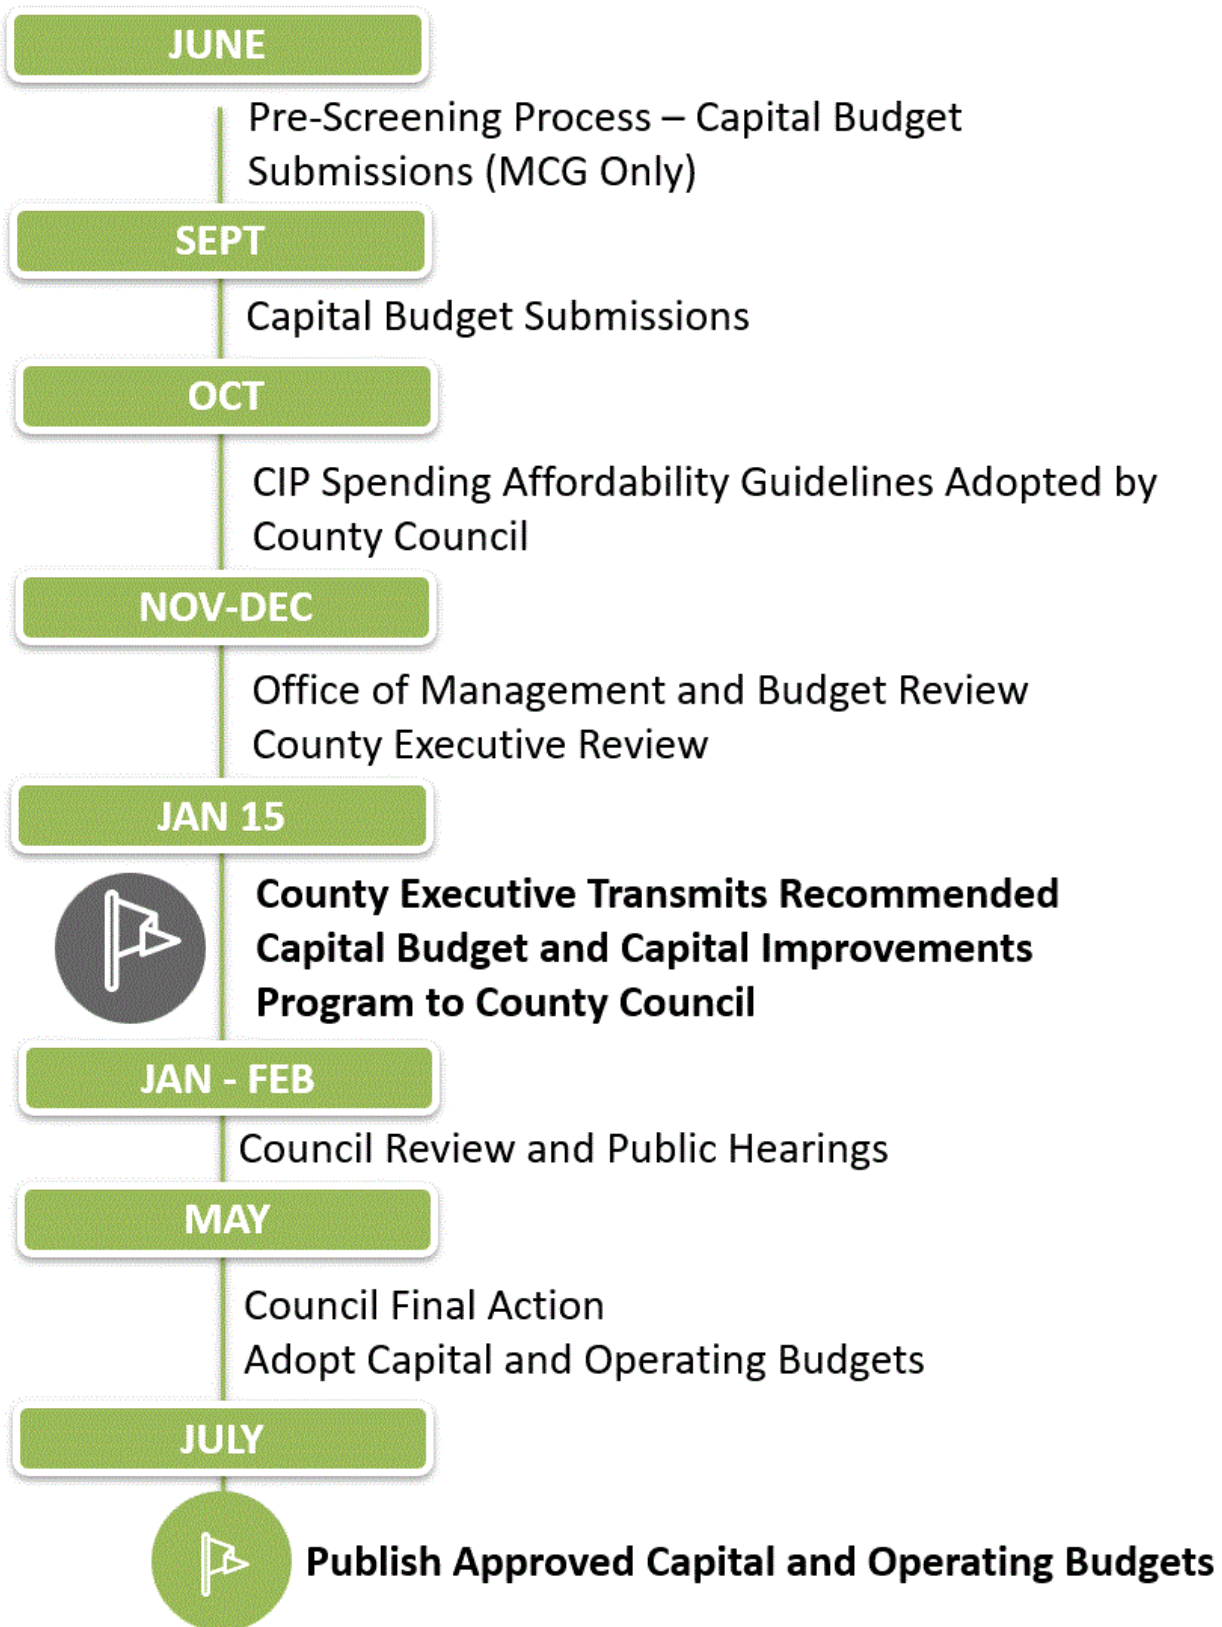 JUNE
Pre-Screening Process – Capital Budget
Submissions (MCG Only)
SEPT
Capital Budget Submissions
OCT
CIP Spending Affordability Guidelines Adopted by
County Council
NOV-DEC
Office of Management and Budget Review
County Executive Review
JAN 15
County Executive Transmits Recommended
Capital Budget and Capital Improvements
Program to County Council
JAN - FEB
Council Review and Public Hearings
MAY
Council Final Action
Adopt Capital and Operating Budgets
JULY
Publish Approved Capital and Operating Budgets